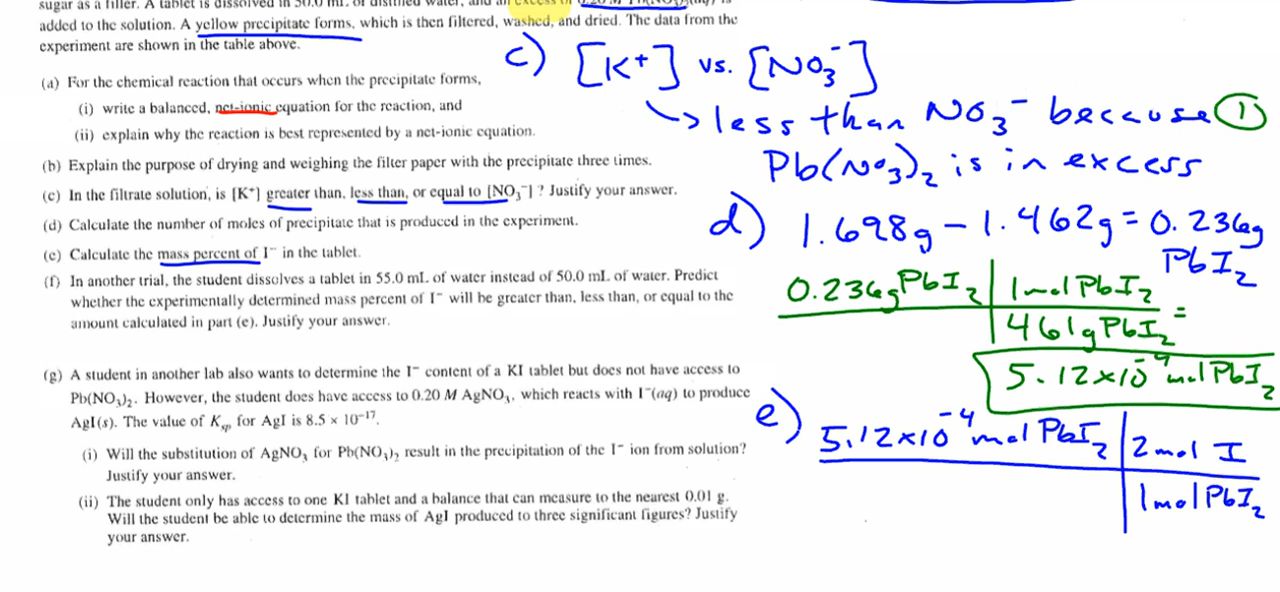 sugar as a filler. A tablet is dissolved in 50.0 mL of distilled water, and an excess of 0.20 M Pb(NO₃)₂(aq) is
added to the solution. A yellow precipitate forms, which is then filtered, washed, and dried. The data from the
experiment are shown in the table above.
(a) For the chemical reaction that occurs when the precipitate forms,
(i) write a balanced, net-ionic equation for the reaction, and
(ii) explain why the reaction is best represented by a net-ionic equation.
(b) Explain the purpose of drying and weighing the filter paper with the precipitate three times.
(c) In the filtrate solution, is [K⁺] greater than, less than, or equal to [NO₃⁻] ? Justify your answer.
(d) Calculate the number of moles of precipitate that is produced in the experiment.
(e) Calculate the mass percent of I⁻ in the tablet.
(f) In another trial, the student dissolves a tablet in 55.0 mL of water instead of 50.0 mL of water. Predict
whether the experimentally determined mass percent of I⁻ will be greater than, less than, or equal to the
amount calculated in part (e). Justify your answer.
(g) A student in another lab also wants to determine the I⁻ content of a KI tablet but does not have access to
Pb(NO₃)₂. However, the student does have access to 0.20 M AgNO₃, which reacts with I⁻(aq) to produce
AgI(s). The value of Kₛₚ for AgI is 8.5 × 10⁻¹⁷.
(i) Will the substitution of AgNO₃ for Pb(NO₃)₂ result in the precipitation of the I⁻ ion from solution?
Justify your answer.
(ii) The student only has access to one KI tablet and a balance that can measure to the nearest 0.01 g.
Will the student be able to determine the mass of AgI produced to three significant figures? Justify
your answer.
c) [K⁺] vs. [NO₃⁻]
↳ less than NO₃⁻ because ①
Pb(NO₃)₂ is in excess
d) 1.698g − 1.462g = 0.236g
PbI₂
0.236g PbI₂ | 1 mol PbI₂
461g PbI₂ =
5.12×10⁻⁴ mol PbI₂
e) 5.12×10⁻⁴ mol PbI₂ | 2 mol I
1 mol PbI₂